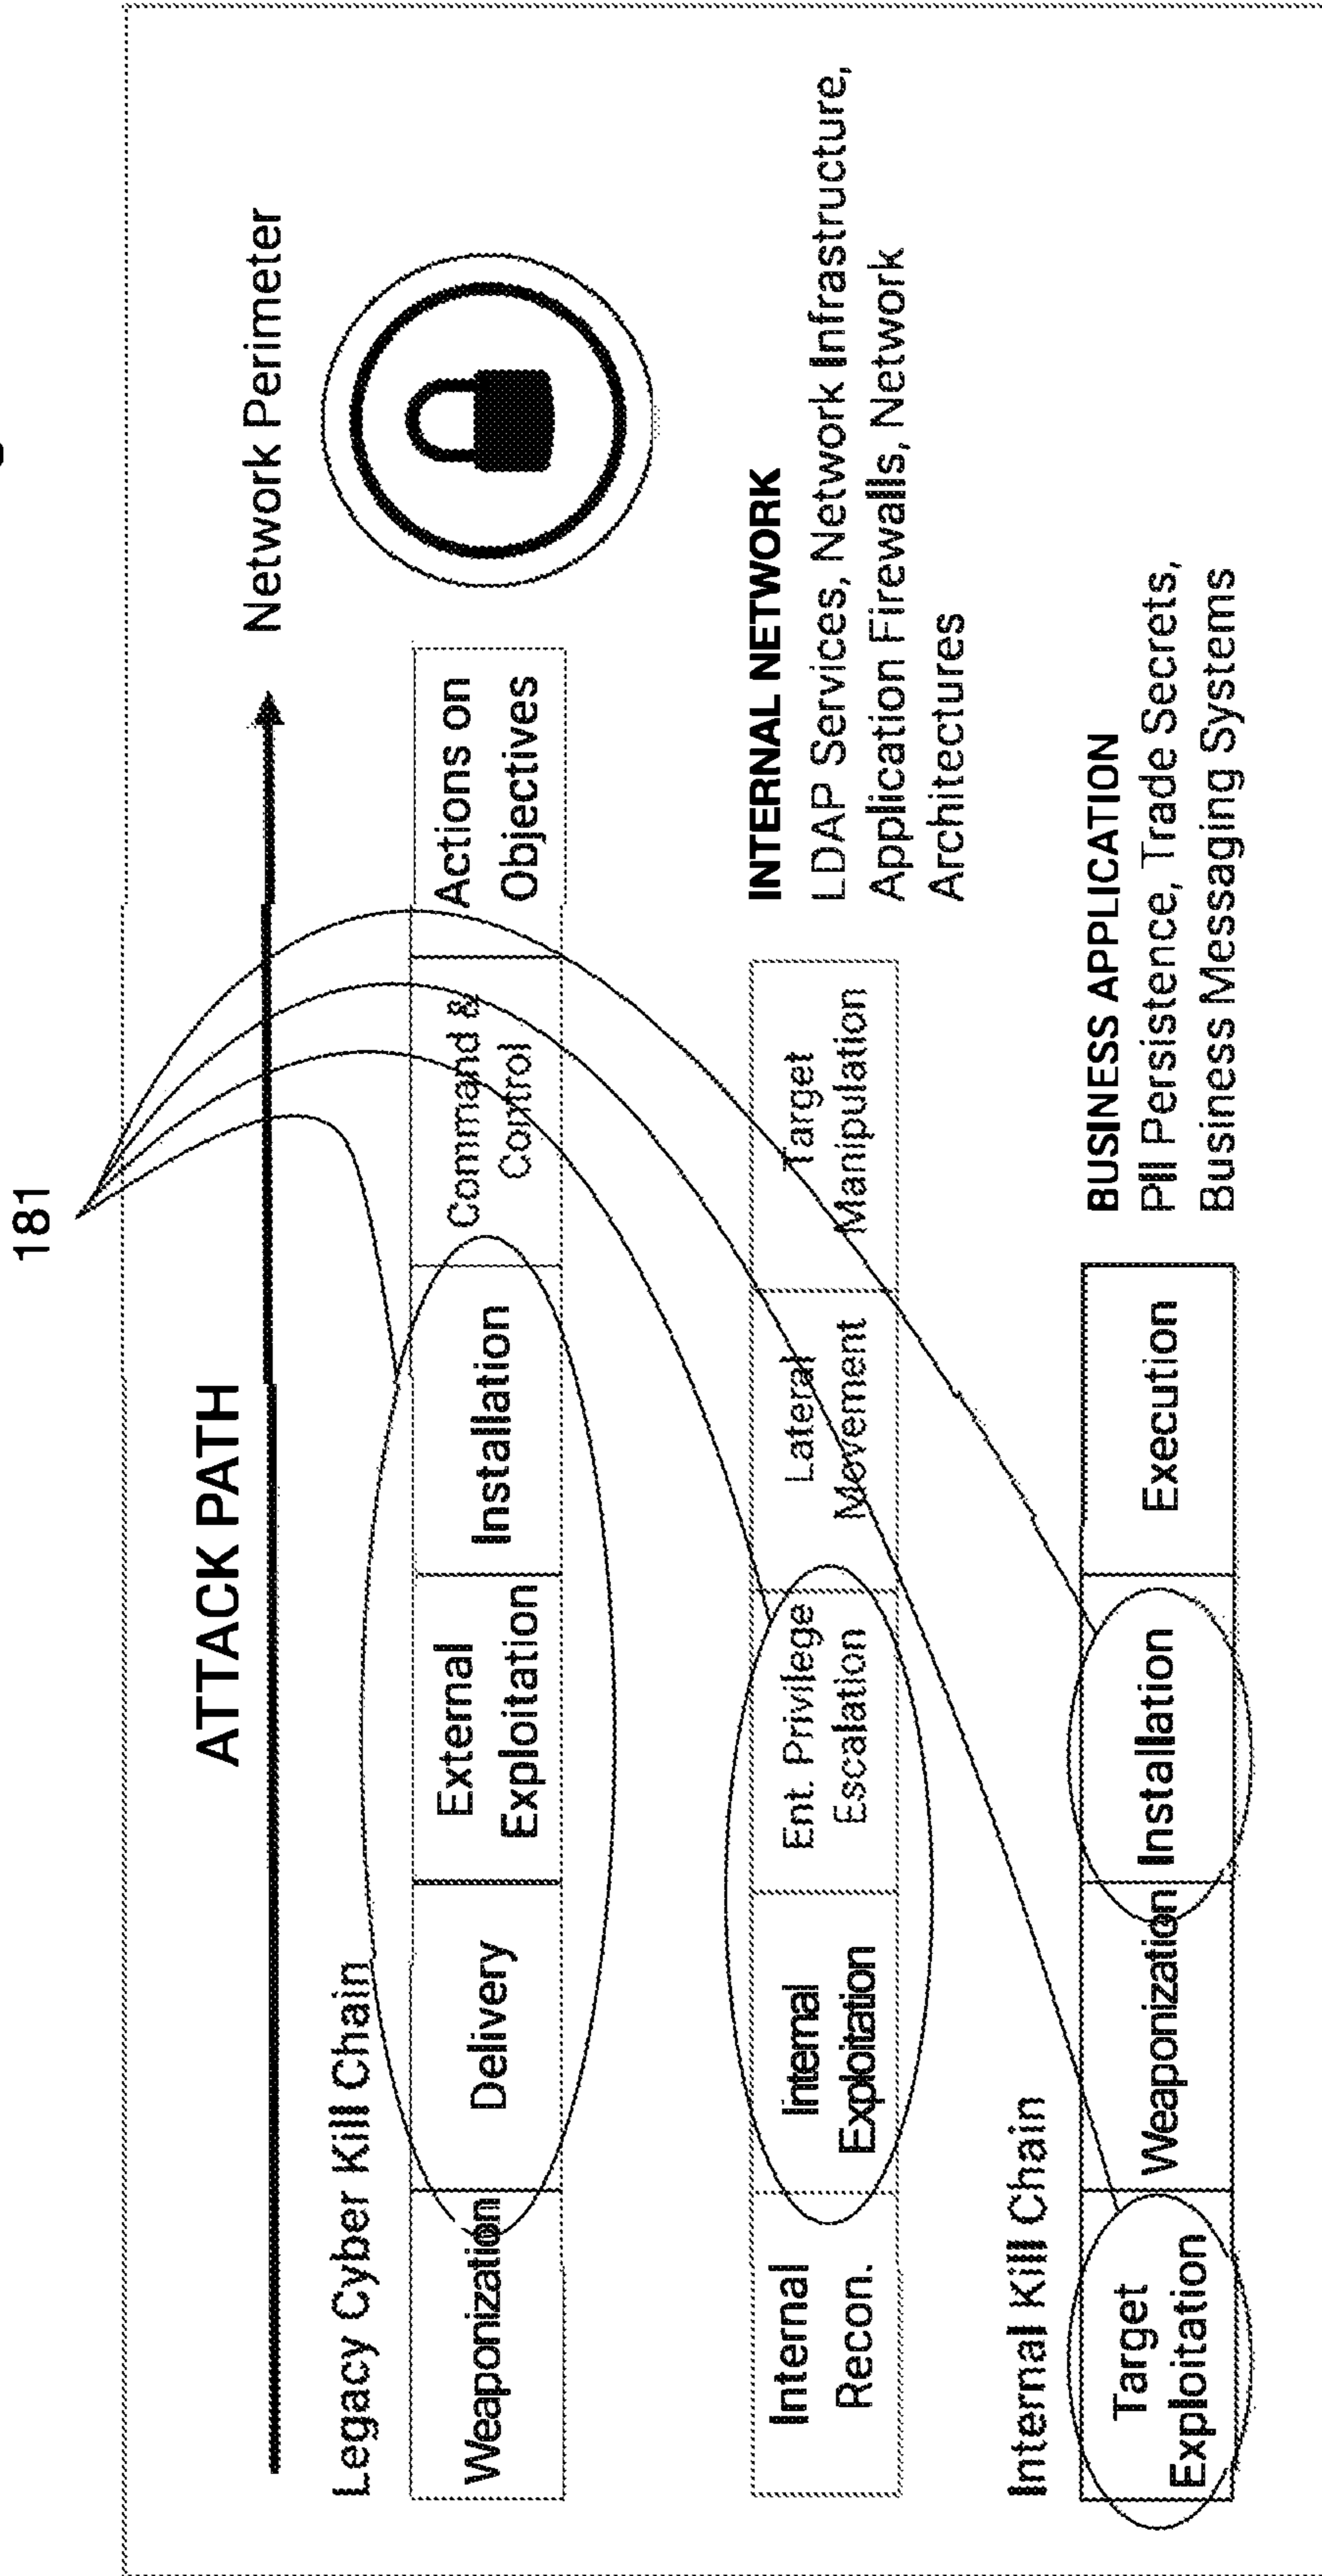 181
ATTACK PATH
Network Perimeter
Legacy Cyber Kill Chain
Weaponization
Delivery
External
Exploitation
Installation
Command &
Control
Actions on
Objectives
Internal
Recon.
Internal
Exploitation
Ent. Privilege
Escalation
Lateral
Movement
Target
Manipulation
INTERNAL NETWORK
LDAP Services, Network Infrastructure,
Application Firewalls, Network
Architectures
Internal Kill Chain
Target
Exploitation
Weaponization
Installation
Execution
BUSINESS APPLICATION
PII Persistence, Trade Secrets,
Business Messaging Systems